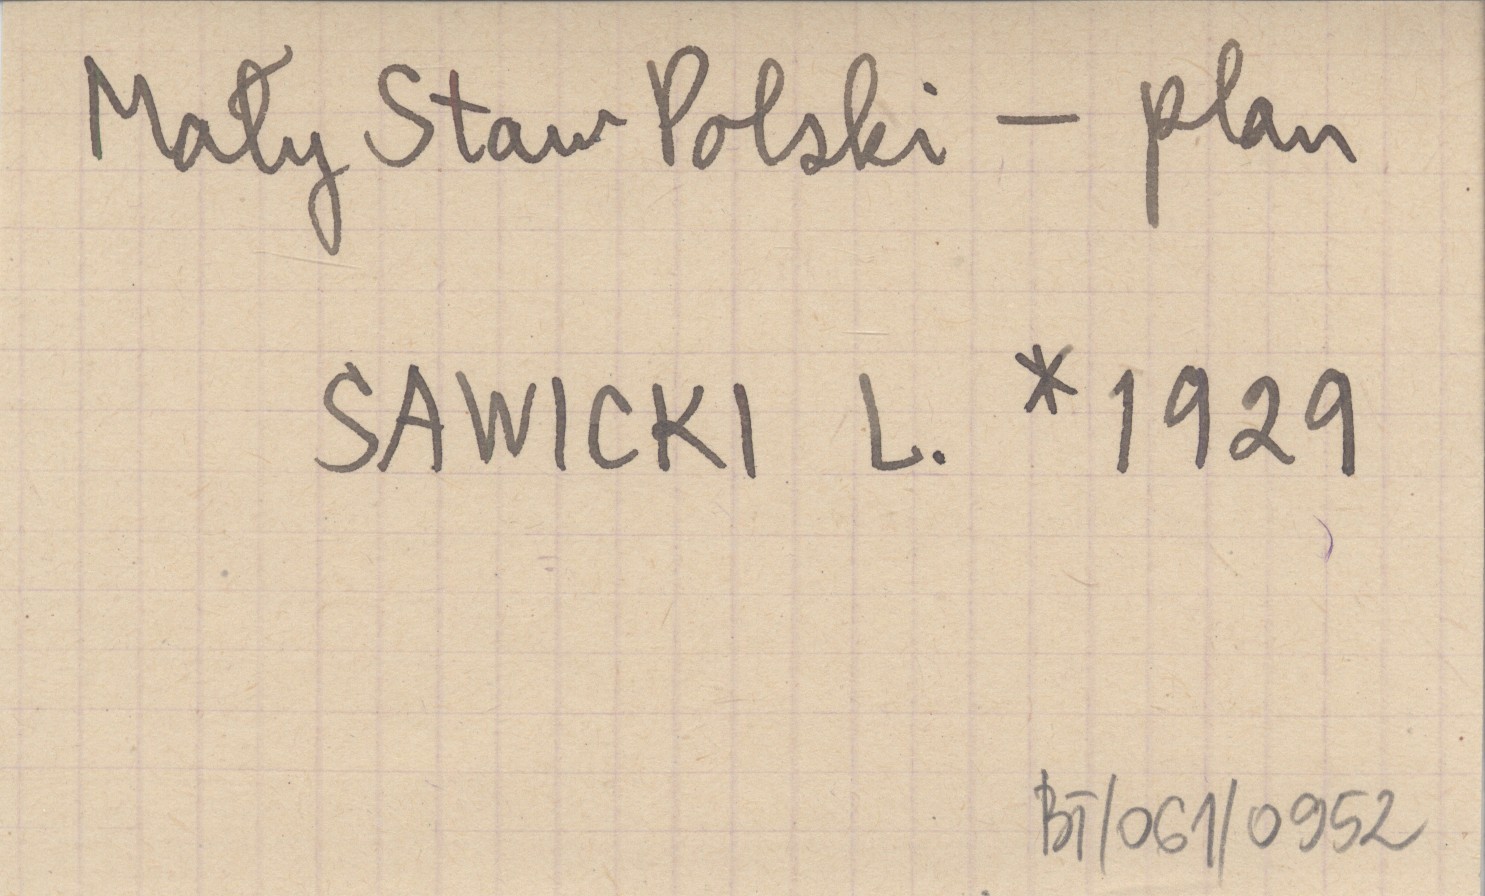 Mały Staw Polski — plan
SAWICKI L. *1929
BT/061/0952